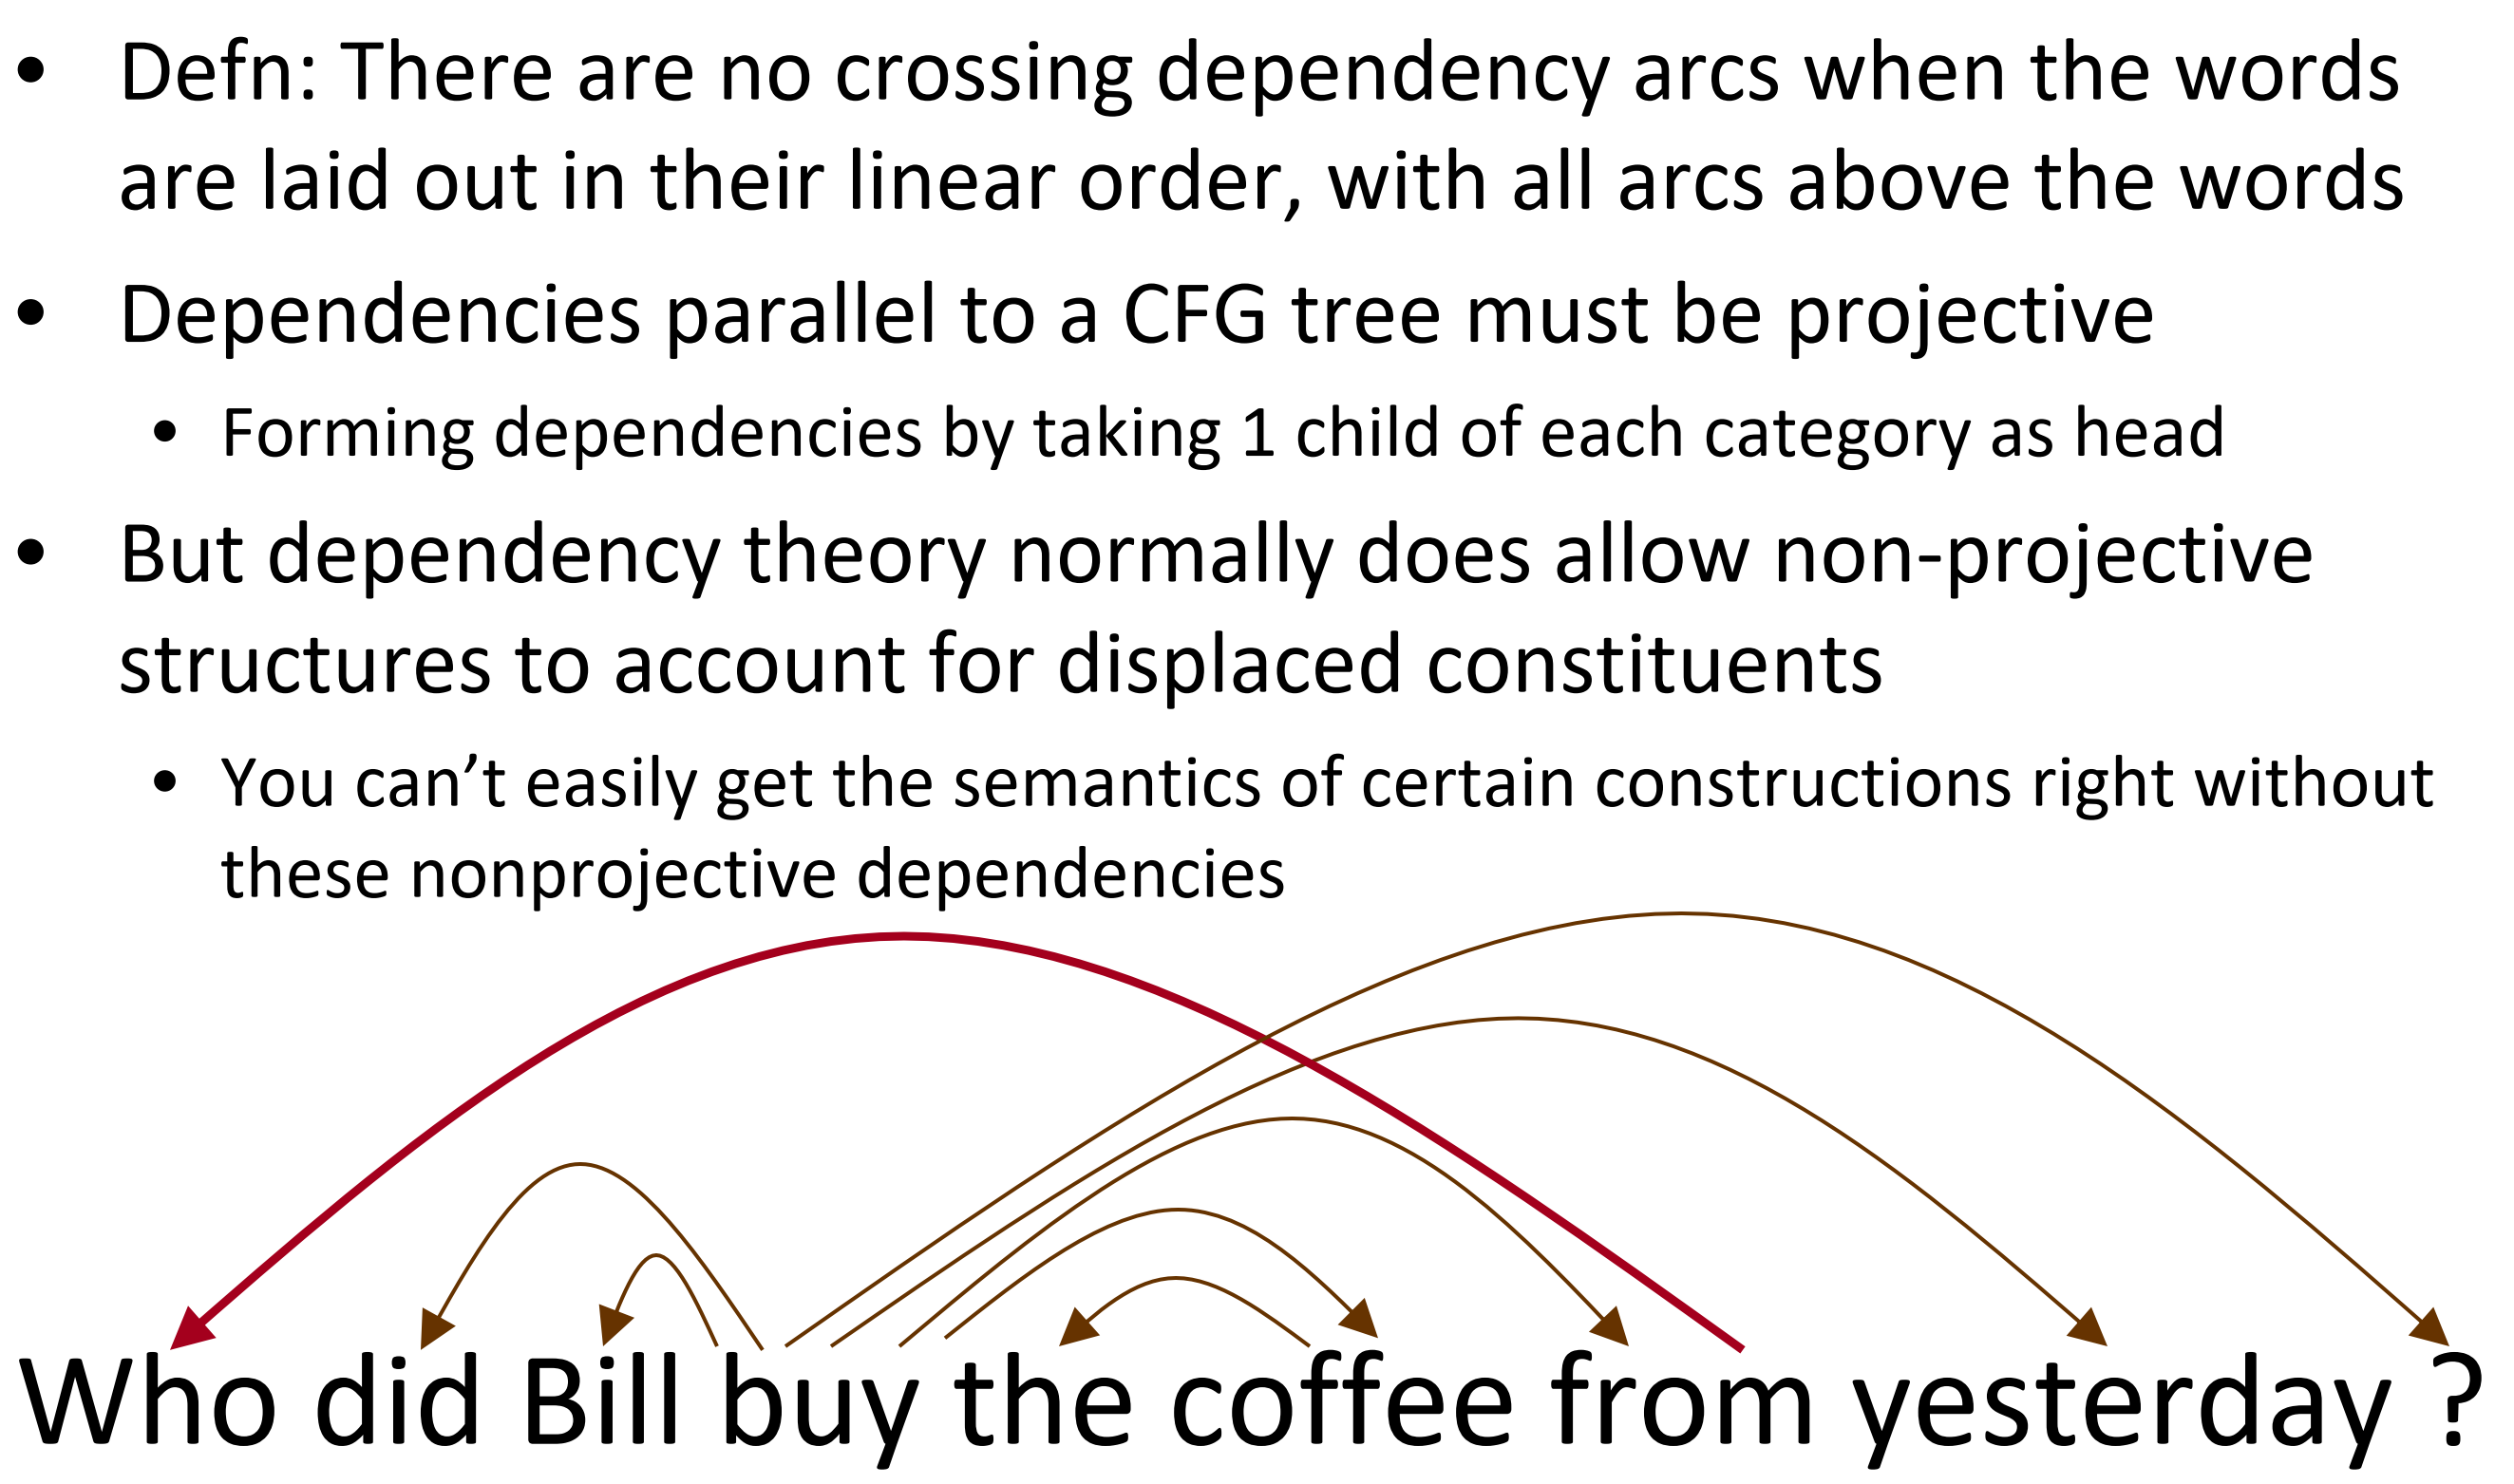 • Defn: There are no crossing dependency arcs when the words
are laid out in their linear order, with all arcs above the words
• Dependencies parallel to a CFG tree must be projective
• Forming dependencies by taking 1 child of each category as head
• But dependency theory normally does allow non-projective
structures to account for displaced constituents
• You can’t easily get the semantics of certain constructions right without
these nonprojective dependencies
Who did Bill buy the coffee from yesterday ?